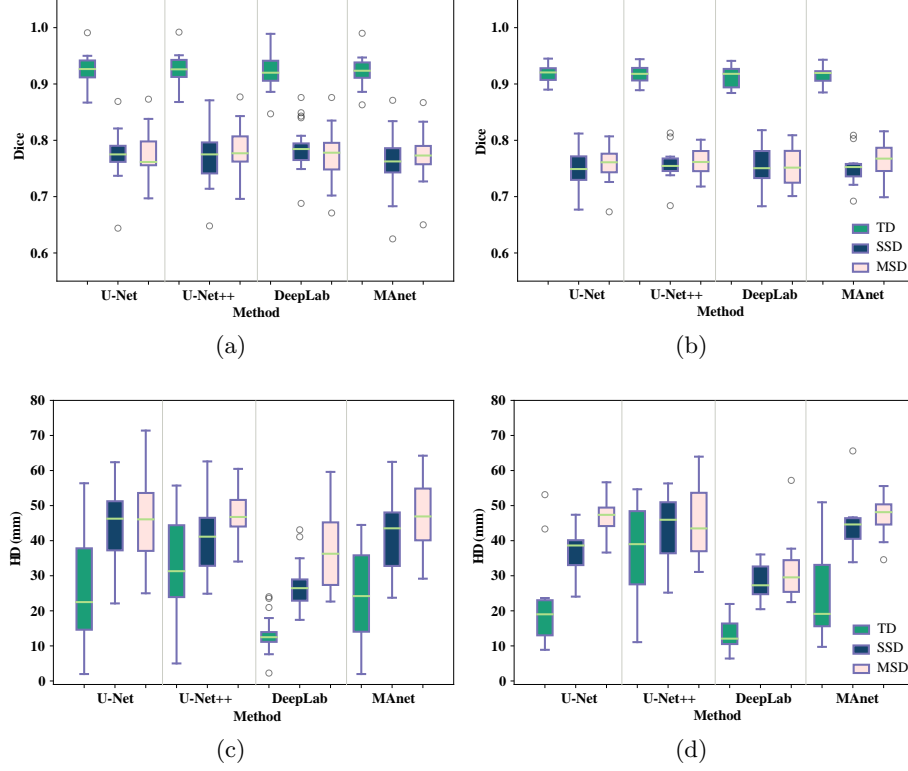 1.0
0.9
0.8
0.7
0.6
Dice
U-Net U-Net++ DeepLab MAnet
Method
(a)
1.0
0.9
0.8
0.7
0.6
Dice
TD
SSD
MSD
U-Net U-Net++ DeepLab MAnet
Method
(b)
80
70
60
50
40
30
20
10
0
HD (mm)
U-Net U-Net++ DeepLab MAnet
Method
(c)
80
70
60
50
40
30
20
10
0
HD (mm)
TD
SSD
MSD
U-Net U-Net++ DeepLab MAnet
Method
(d)